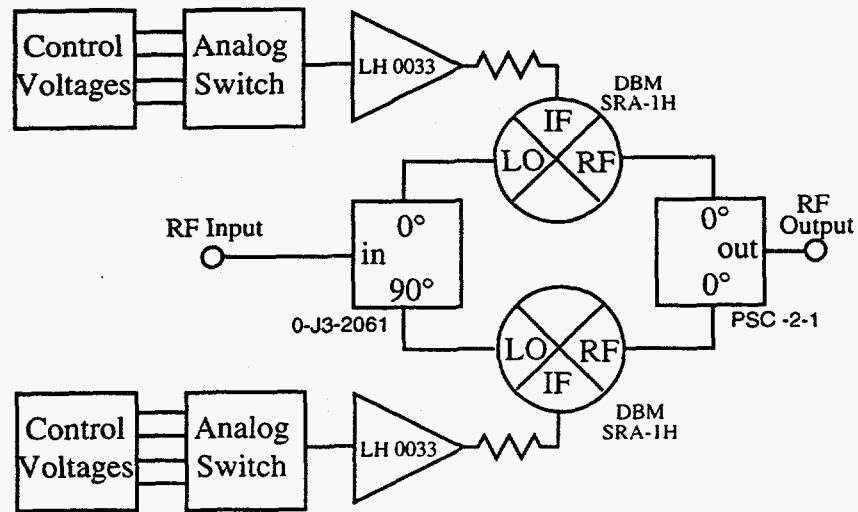 Control
Voltages
Analog
Switch
LH 0033
DBM
SRA-1H
IF
LO
RF
RF Input
in
0°
90°
0-J3-2061
0°
out
0°
RF
Output
PSC -2-1
LO
RF
IF
DBM
SRA-1H
Control
Voltages
Analog
Switch
LH 0033